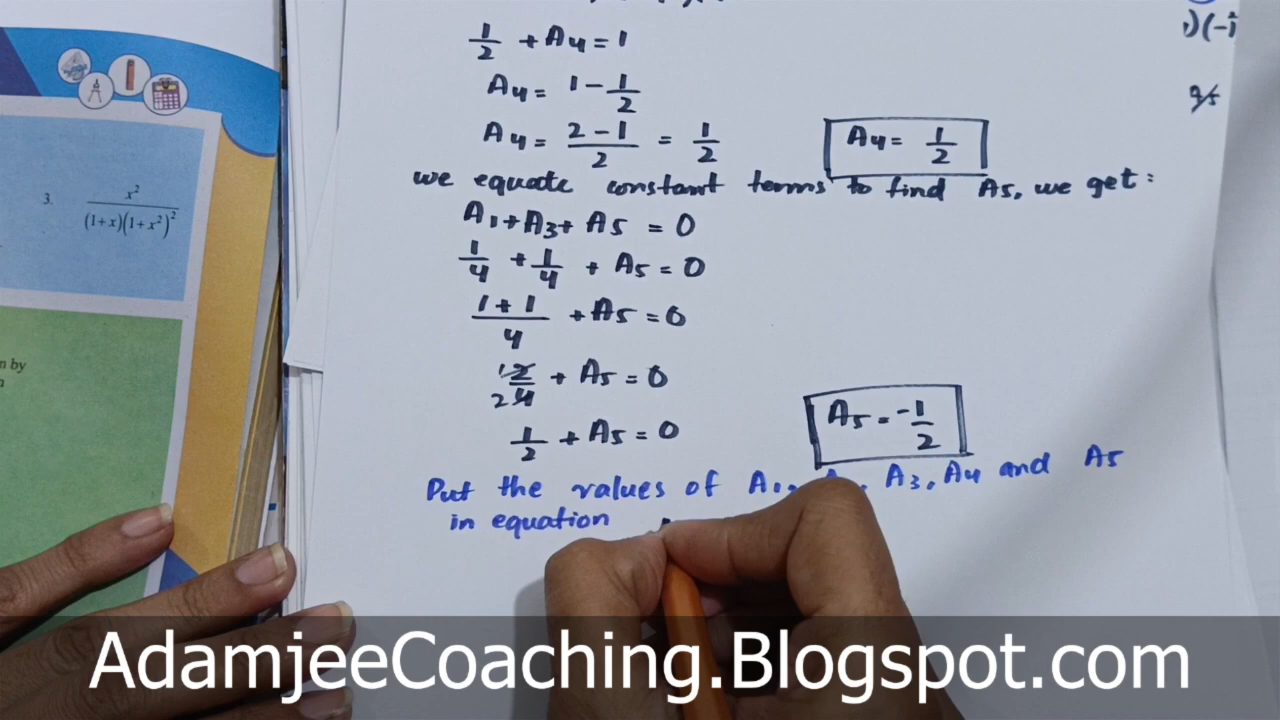 3. x²/(1+x)(1+x²)²
n by
1/2 + A4 = 1
A4 = 1 - 1/2
A4 = 2-1/2 = 1/2
A4 = 1/2
we equate constant terms to find A5, we get:
A1 + A3 + A5 = 0
1/4 + 1/4 + A5 = 0
1+1/4 + A5 = 0
2/4 + A5 = 0
1/2 + A5 = 0
A5 = -1/2
Put the values of A1, A3, A4 and A5
in equation
AdamjeeCoaching.Blogspot.com